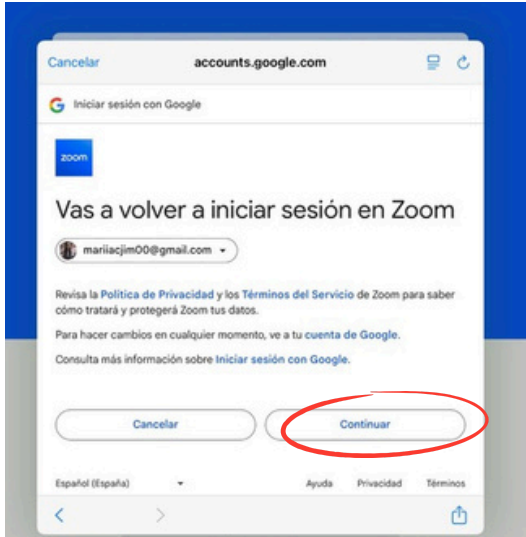 Cancelar accounts.google.com
Iniciar sesión con Google
zoom
Vas a volver a iniciar sesión en Zoom
mariiacjim00@gmail.com
Revisa la Política de Privacidad y los Términos del Servicio de Zoom para saber
cómo tratará y protegerá Zoom tus datos.
Para hacer cambios en cualquier momento, ve a tu cuenta de Google.
Consulta más información sobre Iniciar sesión con Google.
Cancelar Continuar
Español (España) Ayuda Privacidad Términos